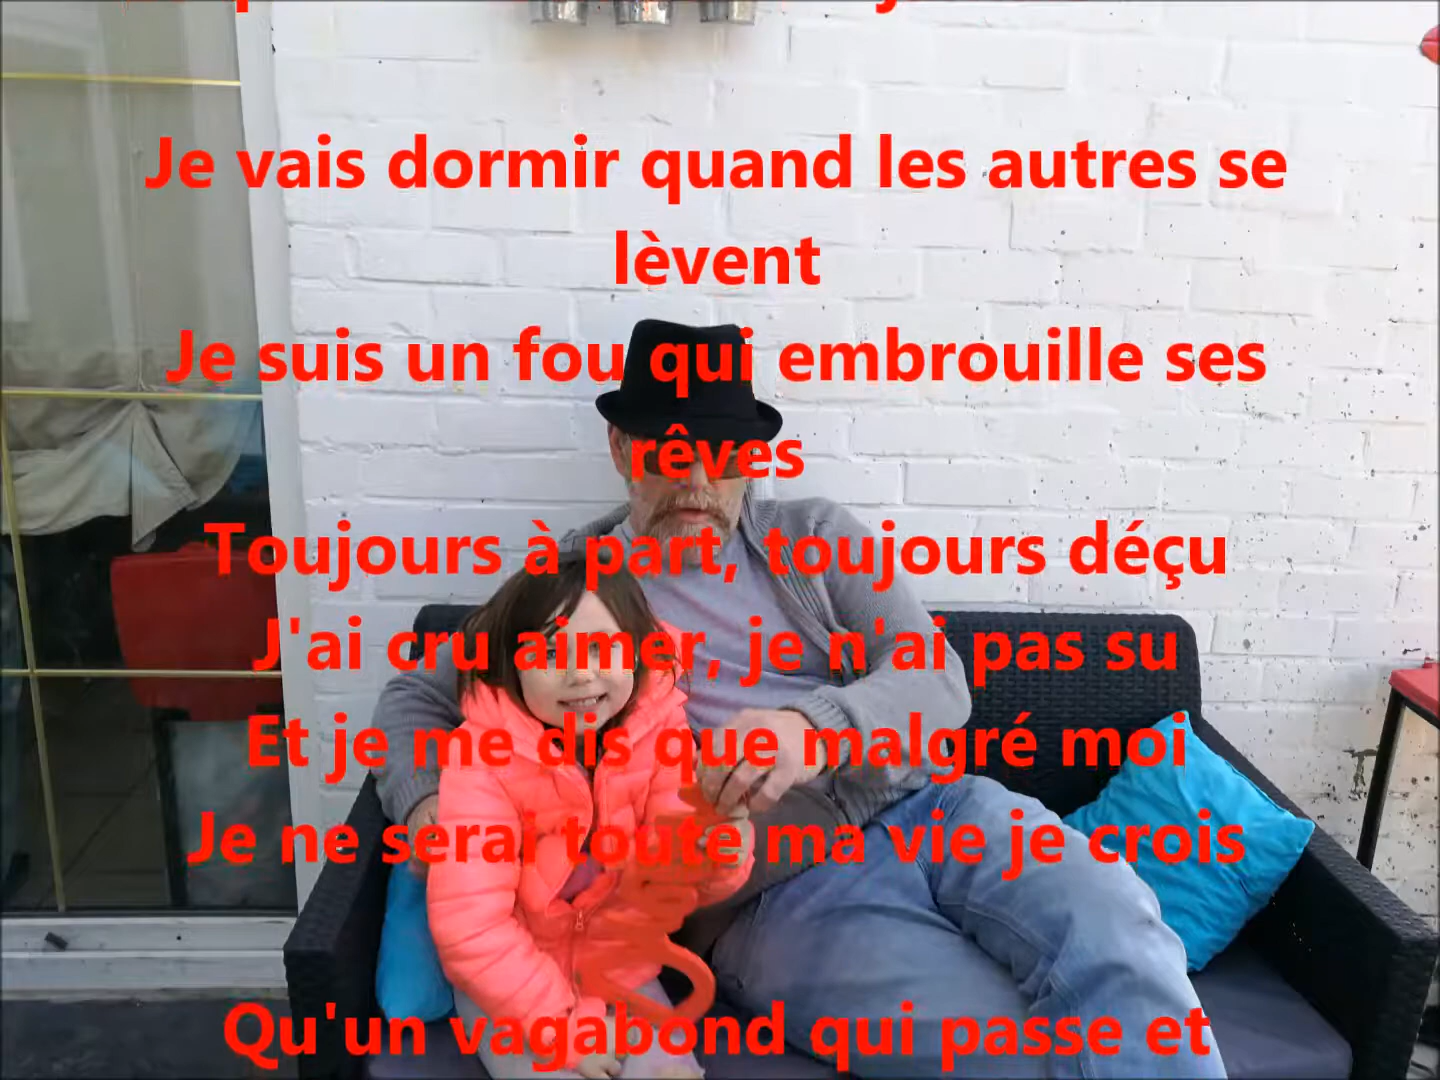 Je vais dormir quand les autres se
lèvent
Je suis un fou qui embrouille ses
rêves
Toujours à part, toujours déçu
J'ai cru aimer, je n'ai pas su
Et je me dis que malgré moi
Je ne serai toute ma vie je crois
Qu'un vagabond qui passe et